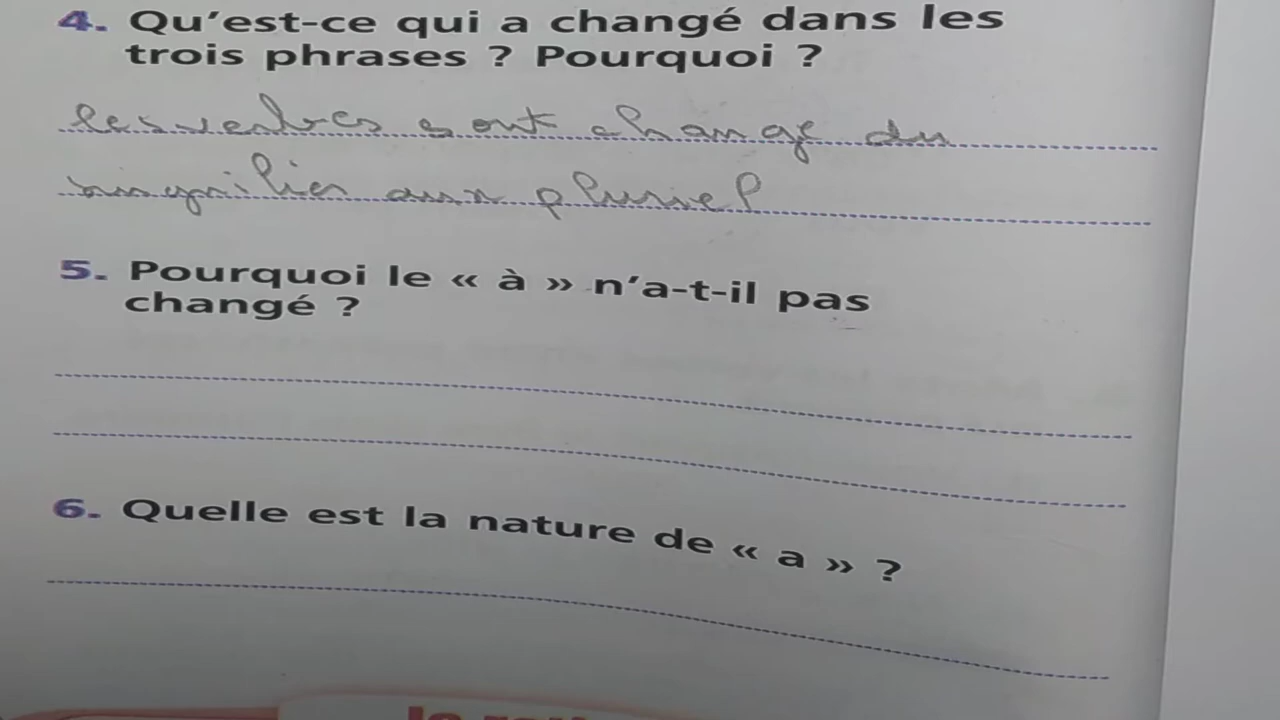 4. Qu'est-ce qui a changé dans les
trois phrases ? Pourquoi ?
les verbes sont changé du
singulier aux pluriel
5. Pourquoi le « à » n'a-t-il pas
changé ?
6. Quelle est la nature de « a » ?